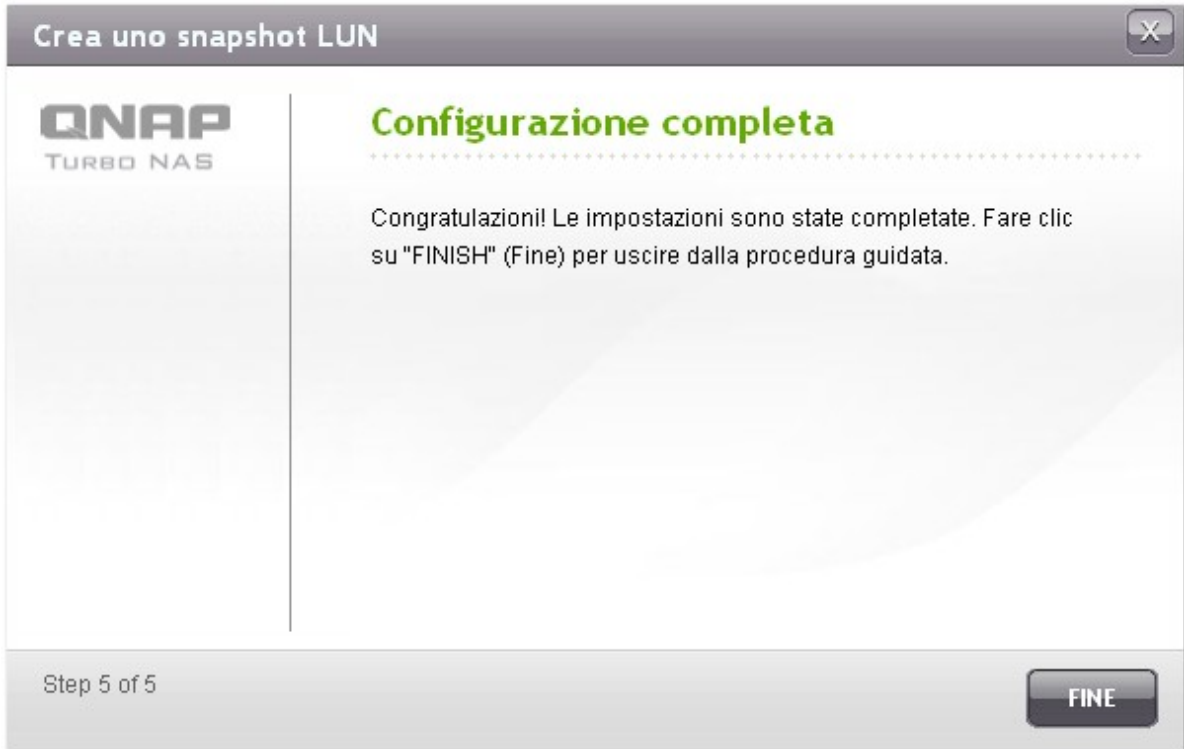 Crea uno snapshot LUN
X
QNAP
TURBO NAS
Configurazione completa
Congratulazioni! Le impostazioni sono state completate. Fare clic
su "FINISH" (Fine) per uscire dalla procedura guidata.
Step 5 of 5
FINE